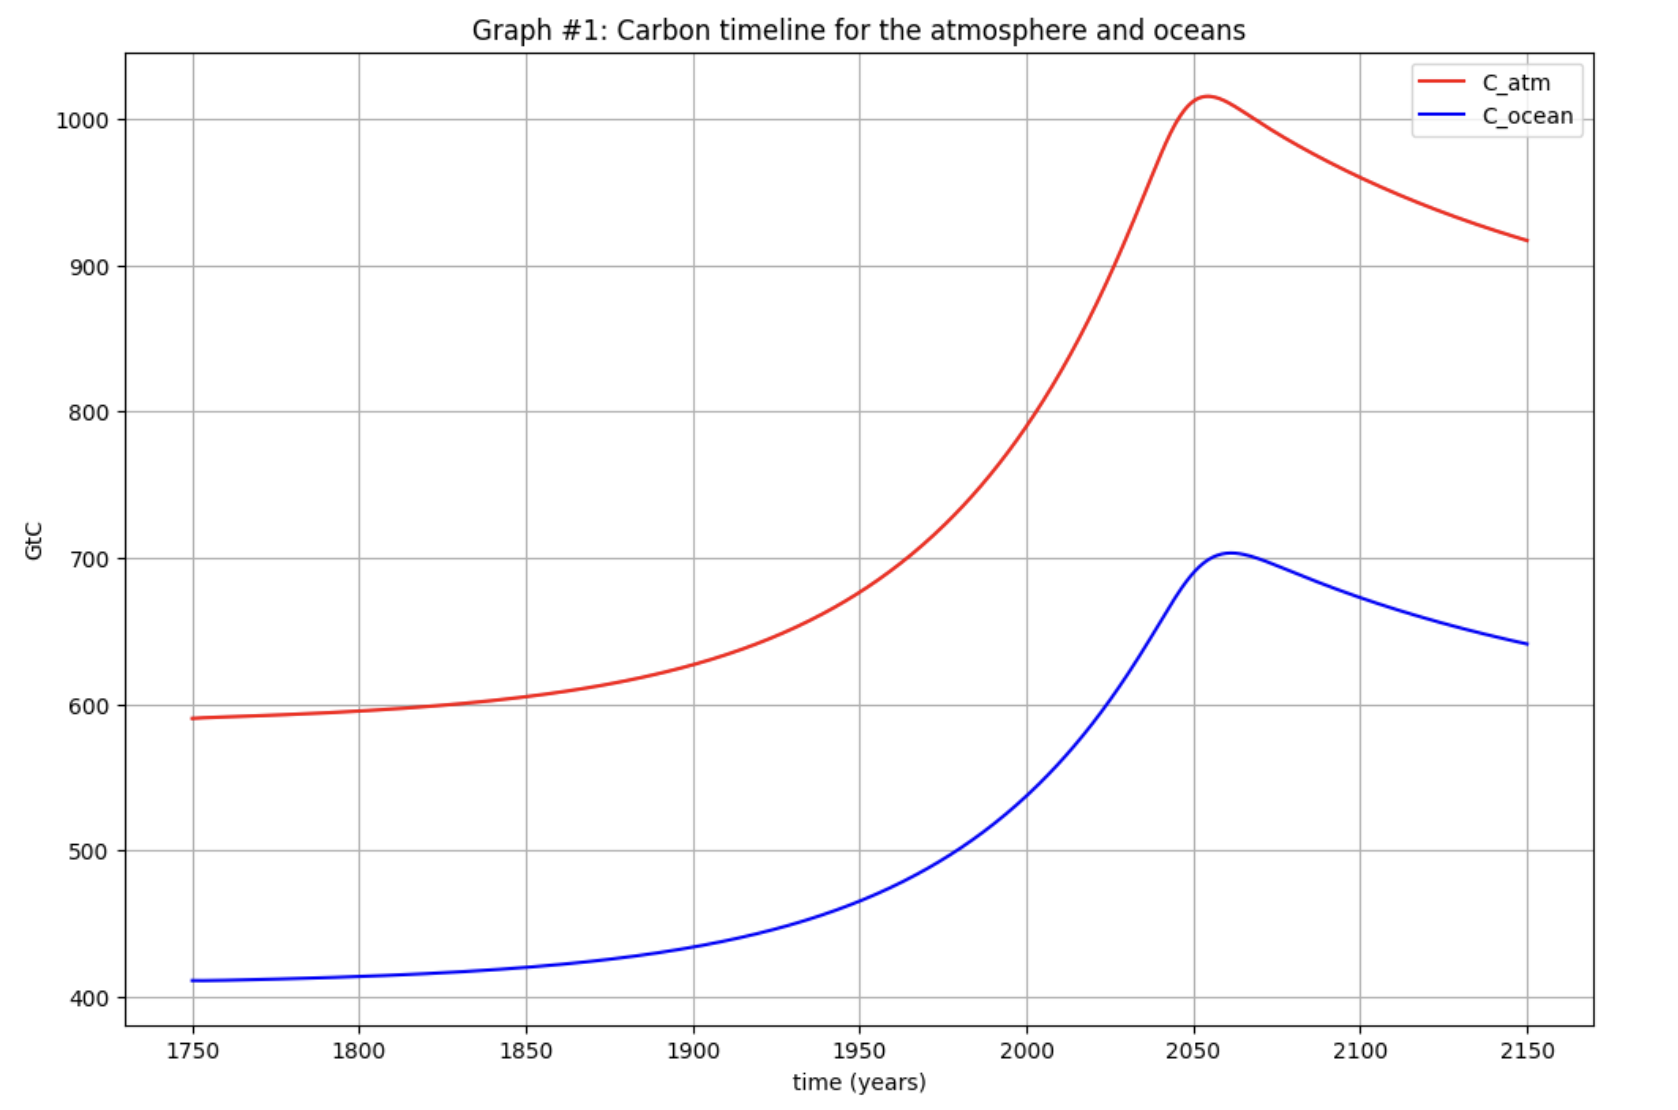 Graph #1: Carbon timeline for the atmosphere and oceans
C_atm
C_ocean
GtC
1000
900
800
700
600
500
400
1750 1800 1850 1900 1950 2000 2050 2100 2150
time (years)